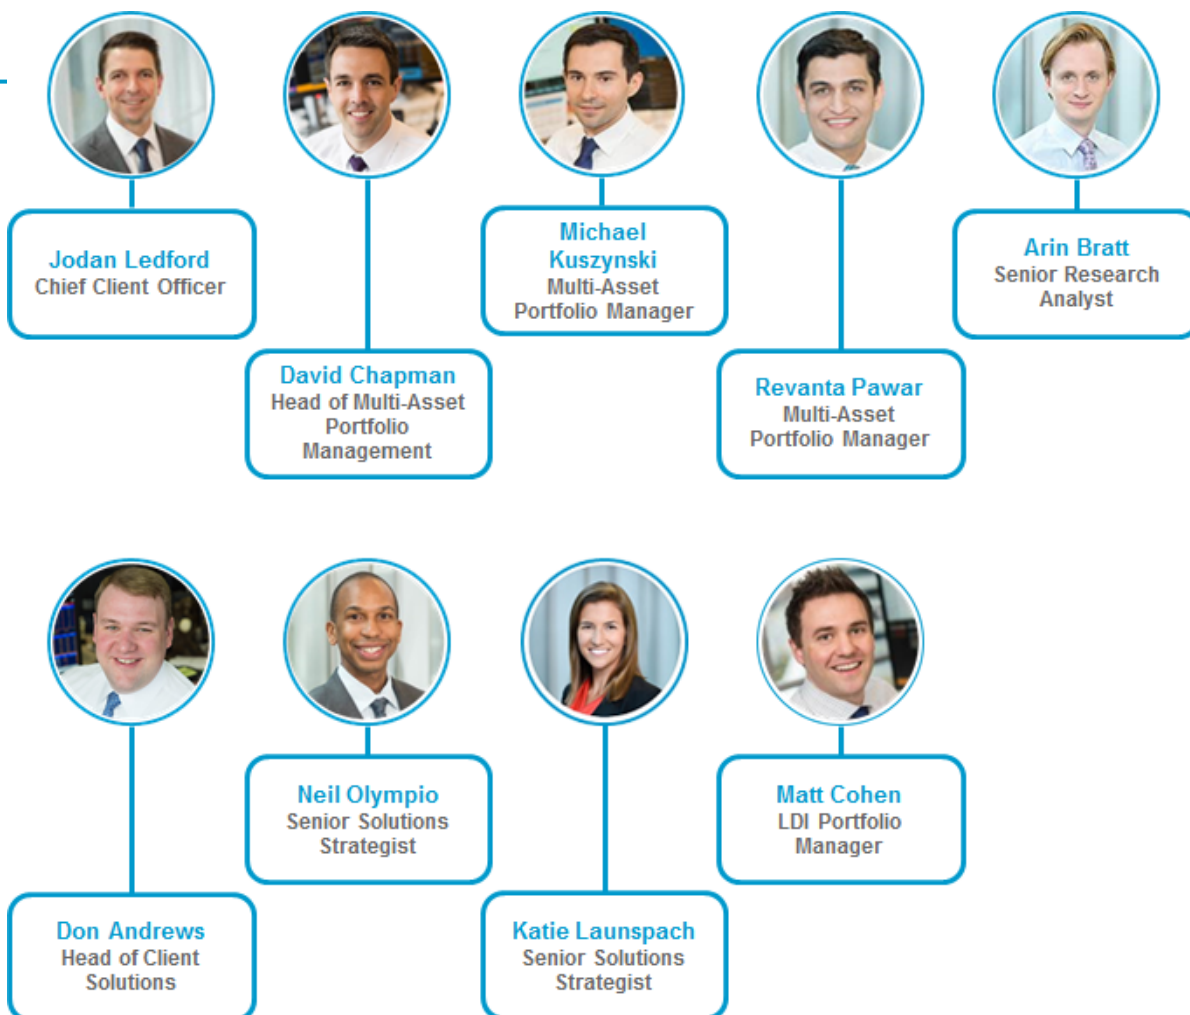 Jodan Ledford
Chief Client Officer
David Chapman
Head of Multi-Asset
Portfolio
Management
Michael
Kuszynski
Multi-Asset
Portfolio Manager
Revanta Pawar
Multi-Asset
Portfolio Manager
Arin Bratt
Senior Research
Analyst
Don Andrews
Head of Client
Solutions
Neil Olympio
Senior Solutions
Strategist
Katie Launspach
Senior Solutions
Strategist
Matt Cohen
LDI Portfolio
Manager